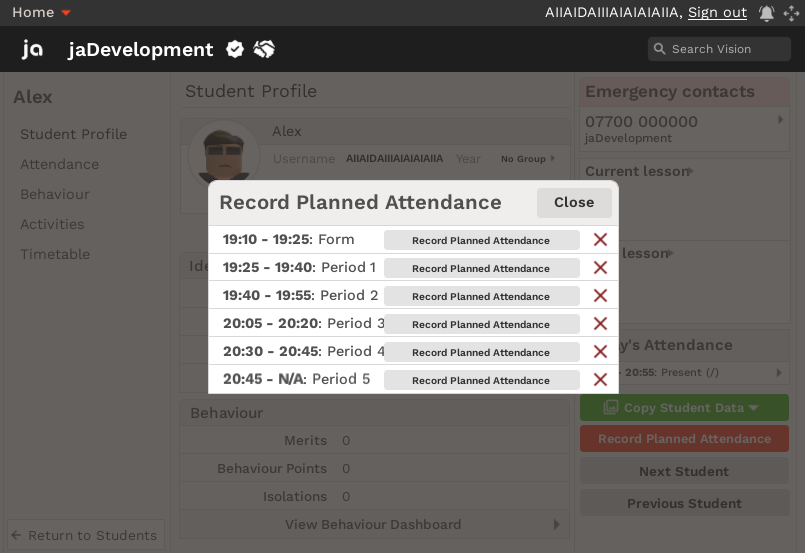 Home
AIIAIDAIIIAIAIAIAIIA, Sign out
ja jaDevelopment
Search Vision
Alex
Student Profile
Attendance
Behaviour
Activities
Timetable
Return to Students
Student Profile
Alex
Username AIIAIDAIIIAIAIAIAIIA Year No Group
Ide
Record Planned Attendance
Close
19:10 - 19:25: Form Record Planned Attendance
19:25 - 19:40: Period 1 Record Planned Attendance
19:40 - 19:55: Period 2 Record Planned Attendance
20:05 - 20:20: Period 3 Record Planned Attendance
20:30 - 20:45: Period 4 Record Planned Attendance
20:45 - N/A: Period 5 Record Planned Attendance
Behaviour
Merits 0
Behaviour Points 0
Isolations 0
View Behaviour Dashboard
Emergency contacts
07700 000000
jaDevelopment
Current lesson
lesson
y's Attendance
- 20:55: Present (/)
Copy Student Data
Record Planned Attendance
Next Student
Previous Student